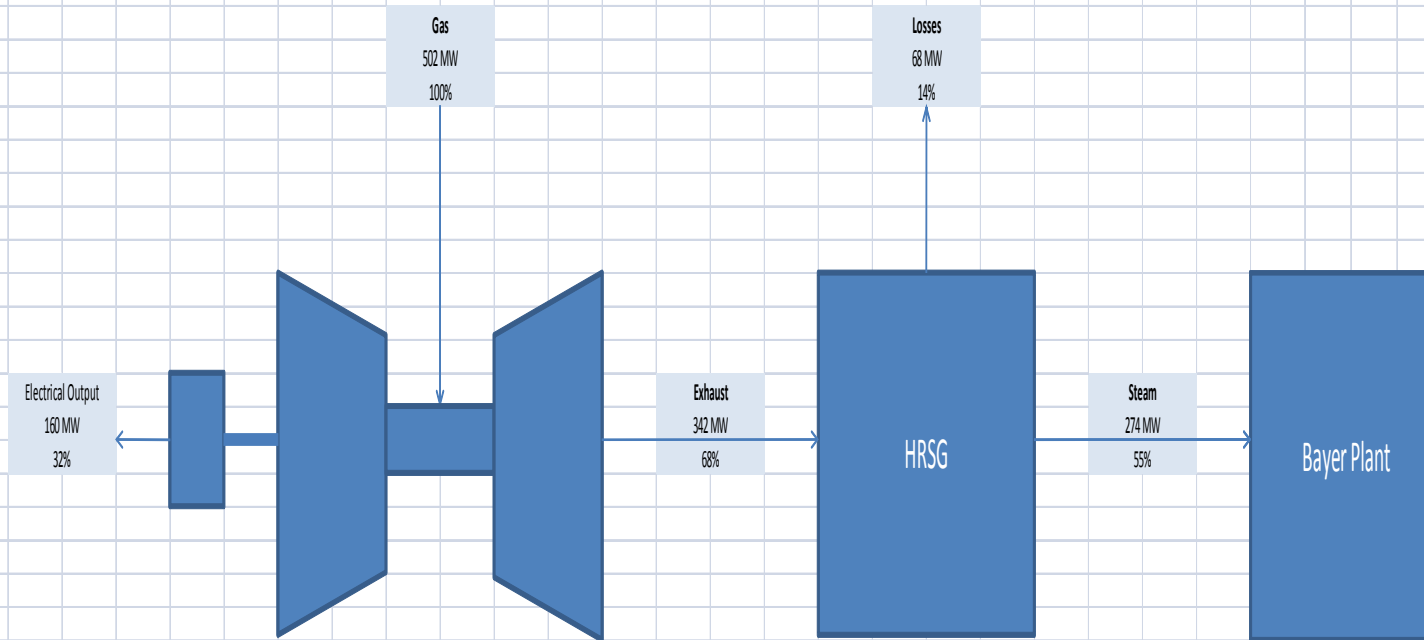 Gas
502 MW
100%
Losses
68 MW
14%
Electrical Output
160 MW
32%
Exhaust
342 MW
68%
HRSG
Steam
274 MW
55%
Bayer Plant